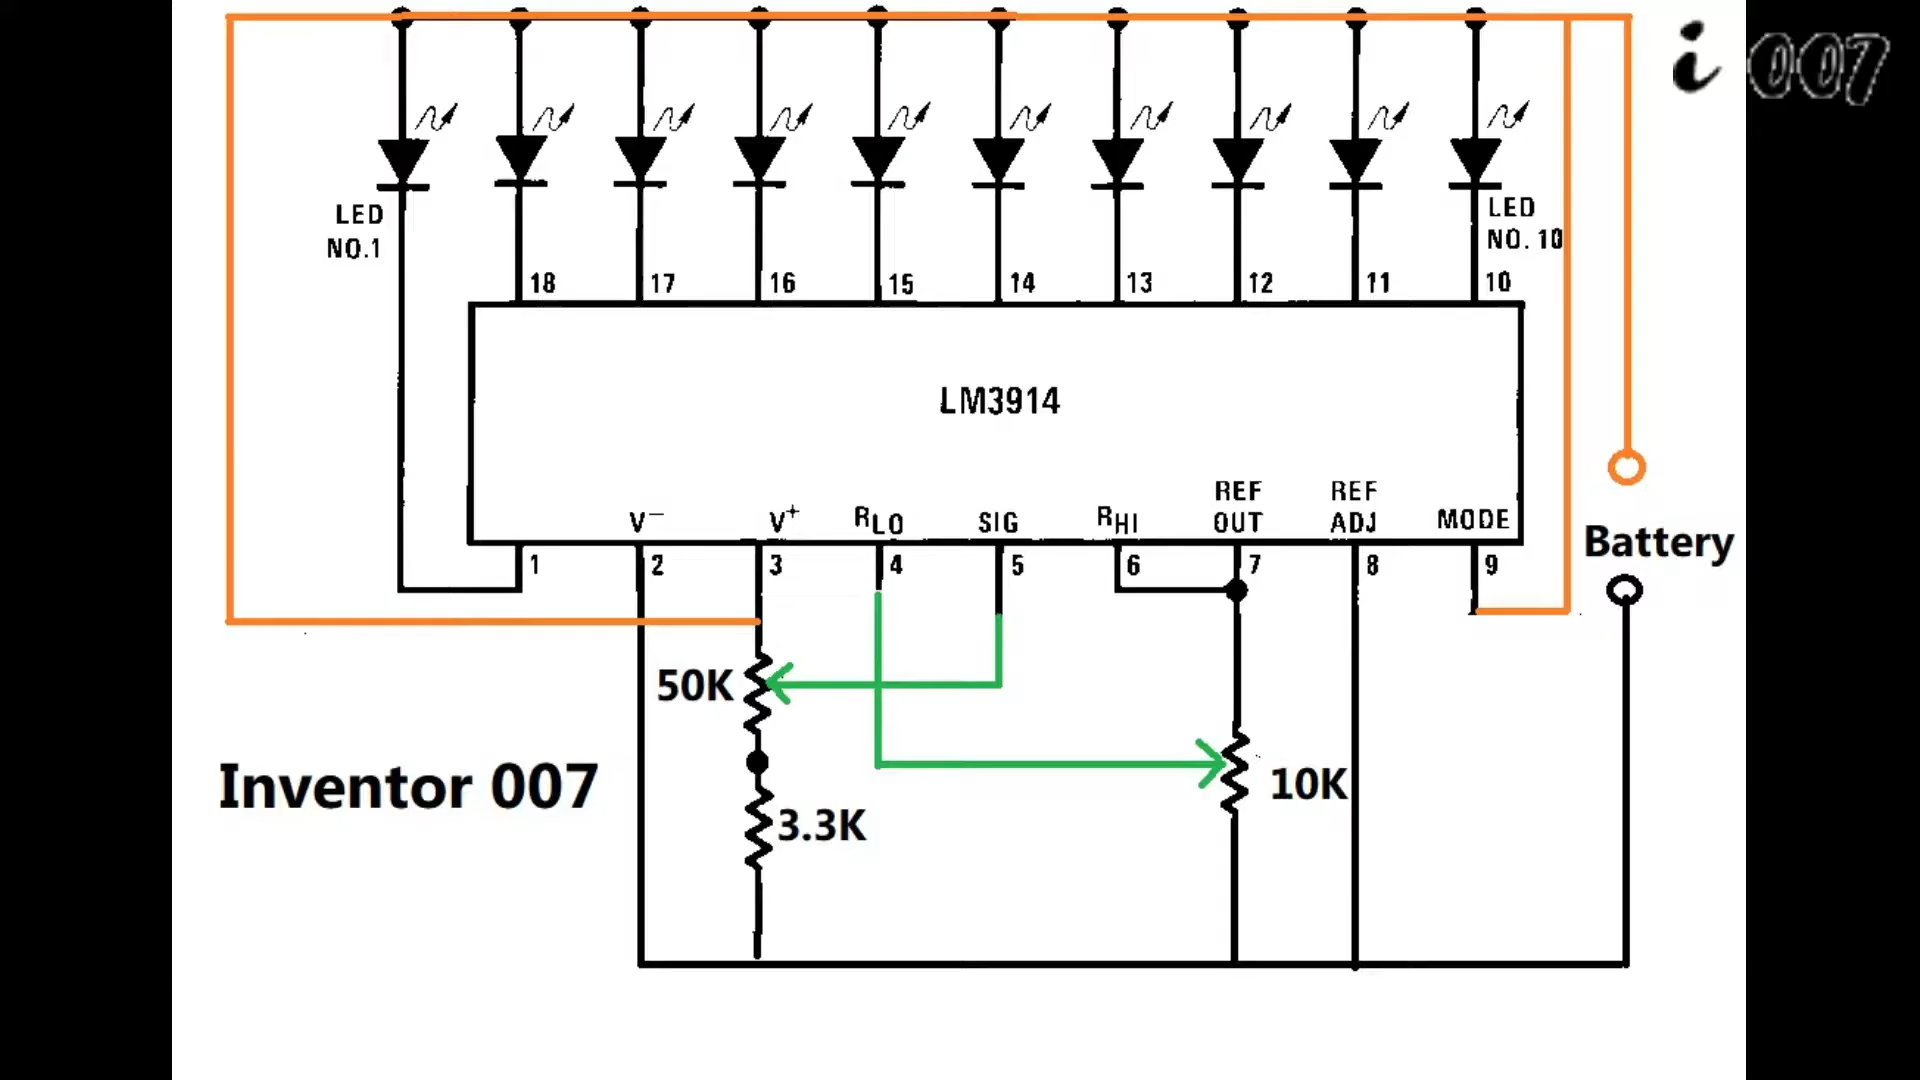 i 007
LED
NO.1
LED
NO. 10
18 17 16 15 14 13 12 11 10
LM3914
V− V+ RLO SIG RHI REF OUT REF ADJ MODE
1 2 3 4 5 6 7 8 9
Battery
50K
Inventor 007
3.3K
10K